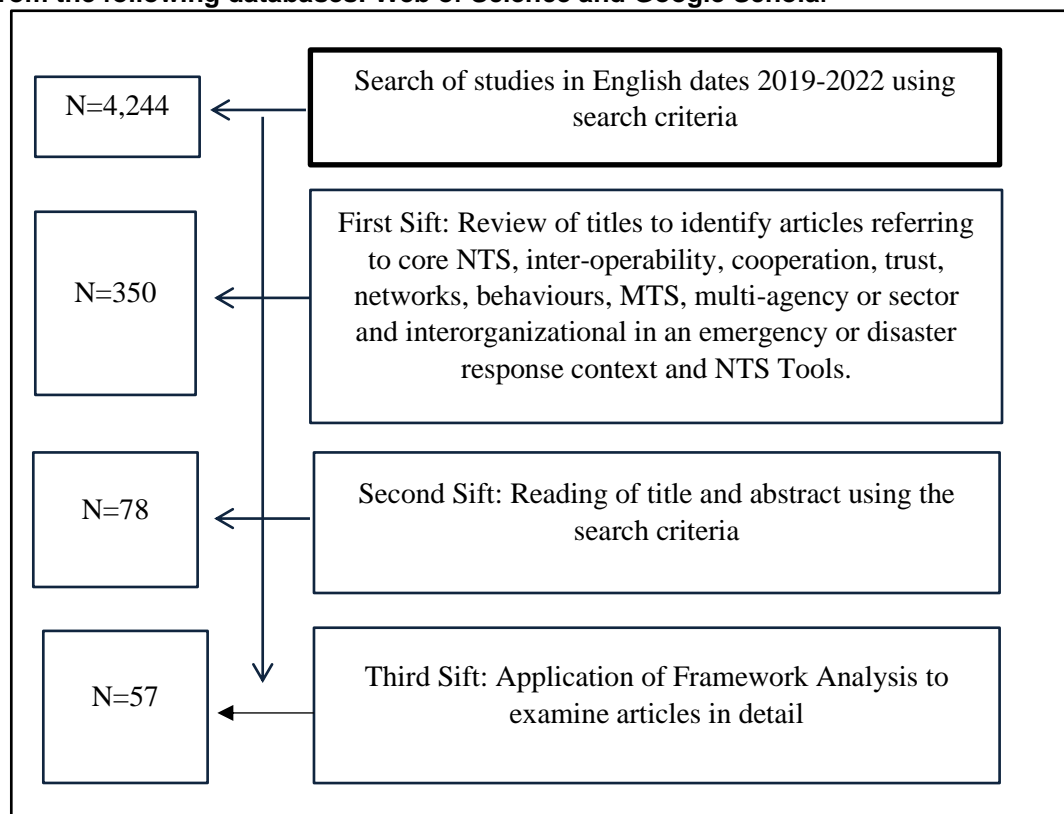 from the following databases: Web of Science and Google Scholar
N=4,244
Search of studies in English dates 2019-2022 using
search criteria
N=350
First Sift: Review of titles to identify articles referring
to core NTS, inter-operability, cooperation, trust,
networks, behaviours, MTS, multi-agency or sector
and interorganizational in an emergency or disaster
response context and NTS Tools.
N=78
Second Sift: Reading of title and abstract using the
search criteria
N=57
Third Sift: Application of Framework Analysis to
examine articles in detail